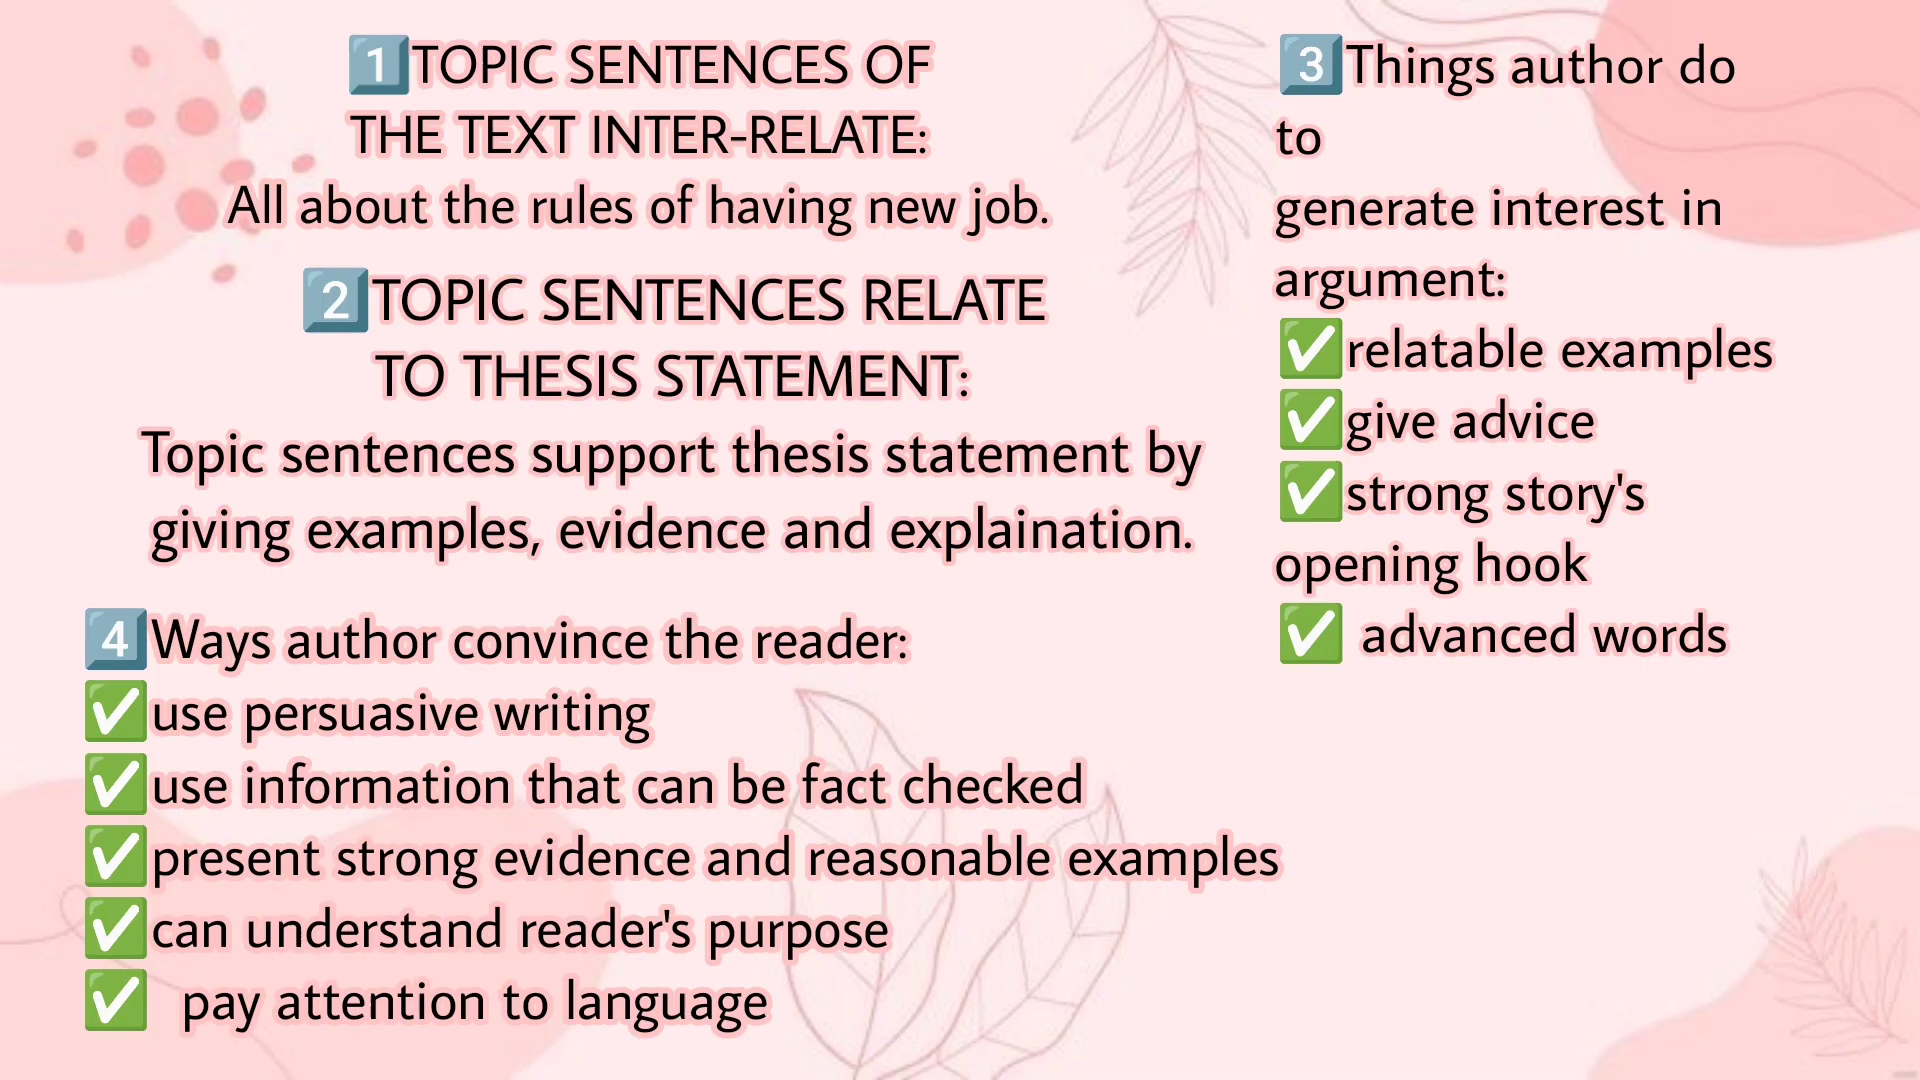 1️⃣TOPIC SENTENCES OF
THE TEXT INTER-RELATE:
All about the rules of having new job.
2️⃣TOPIC SENTENCES RELATE
TO THESIS STATEMENT:
Topic sentences support thesis statement by
giving examples, evidence and explaination.
3️⃣Things author do
to
generate interest in
argument:
✅relatable examples
✅give advice
✅strong story's
opening hook
✅ advanced words
4️⃣Ways author convince the reader:
✅use persuasive writing
✅use information that can be fact checked
✅present strong evidence and reasonable examples
✅can understand reader's purpose
✅ pay attention to language